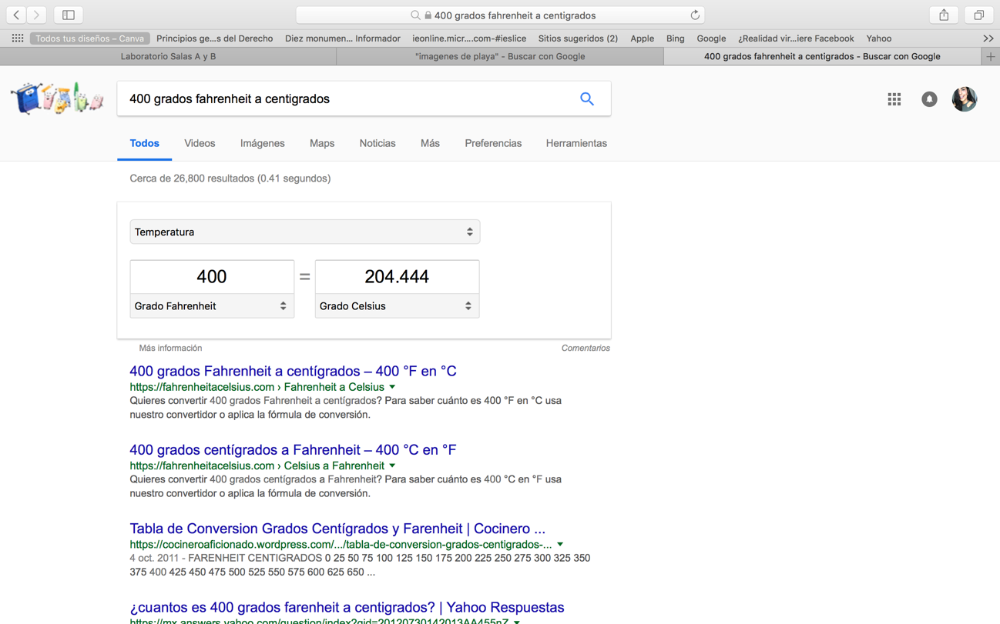 400 grados fahrenheit a centigrados
Todos tus diseños – Canva Principios ge...s del Derecho Diez monumen... Informador ieonline.micr....com-#ieslice Sitios sugeridos (2) Apple Bing Google ¿Realidad vir...iere Facebook Yahoo
Laboratorio Salas A y B "imagenes de playa" - Buscar con Google 400 grados fahrenheit a centigrados - Buscar con Google
400 grados fahrenheit a centigrados
Todos Videos Imágenes Maps Noticias Más Preferencias Herramientas
Cerca de 26,800 resultados (0.41 segundos)
Temperatura
400 = 204.444
Grado Fahrenheit Grado Celsius
Más información Comentarios
400 grados Fahrenheit a centígrados – 400 °F en °C
https://fahrenheitacelsius.com › Fahrenheit a Celsius
Quieres convertir 400 grados Fahrenheit a centígrados? Para saber cuánto es 400 °F en °C usa
nuestro convertidor o aplica la fórmula de conversión.
400 grados centígrados a Fahrenheit – 400 °C en °F
https://fahrenheitacelsius.com › Celsius a Fahrenheit
Quieres convertir 400 grados centígrados a Fahrenheit? Para saber cuánto es 400 °C en °F usa
nuestro convertidor o aplica la fórmula de conversión.
Tabla de Conversion Grados Centígrados y Farenheit | Cocinero ...
https://cocineroaficionado.wordpress.com/.../tabla-de-conversion-grados-centigrados-...
4 oct. 2011 - FARENHEIT CENTIGRADOS 0 25 50 75 100 125 150 175 200 225 250 275 300 325 350
375 400 425 450 475 500 525 550 575 600 625 650 ...
¿cuantos es 400 grados farenheit a centigrados? | Yahoo Respuestas
https://mx.answers.yahoo.com/question/index?qid=20120730142013AA455nZ